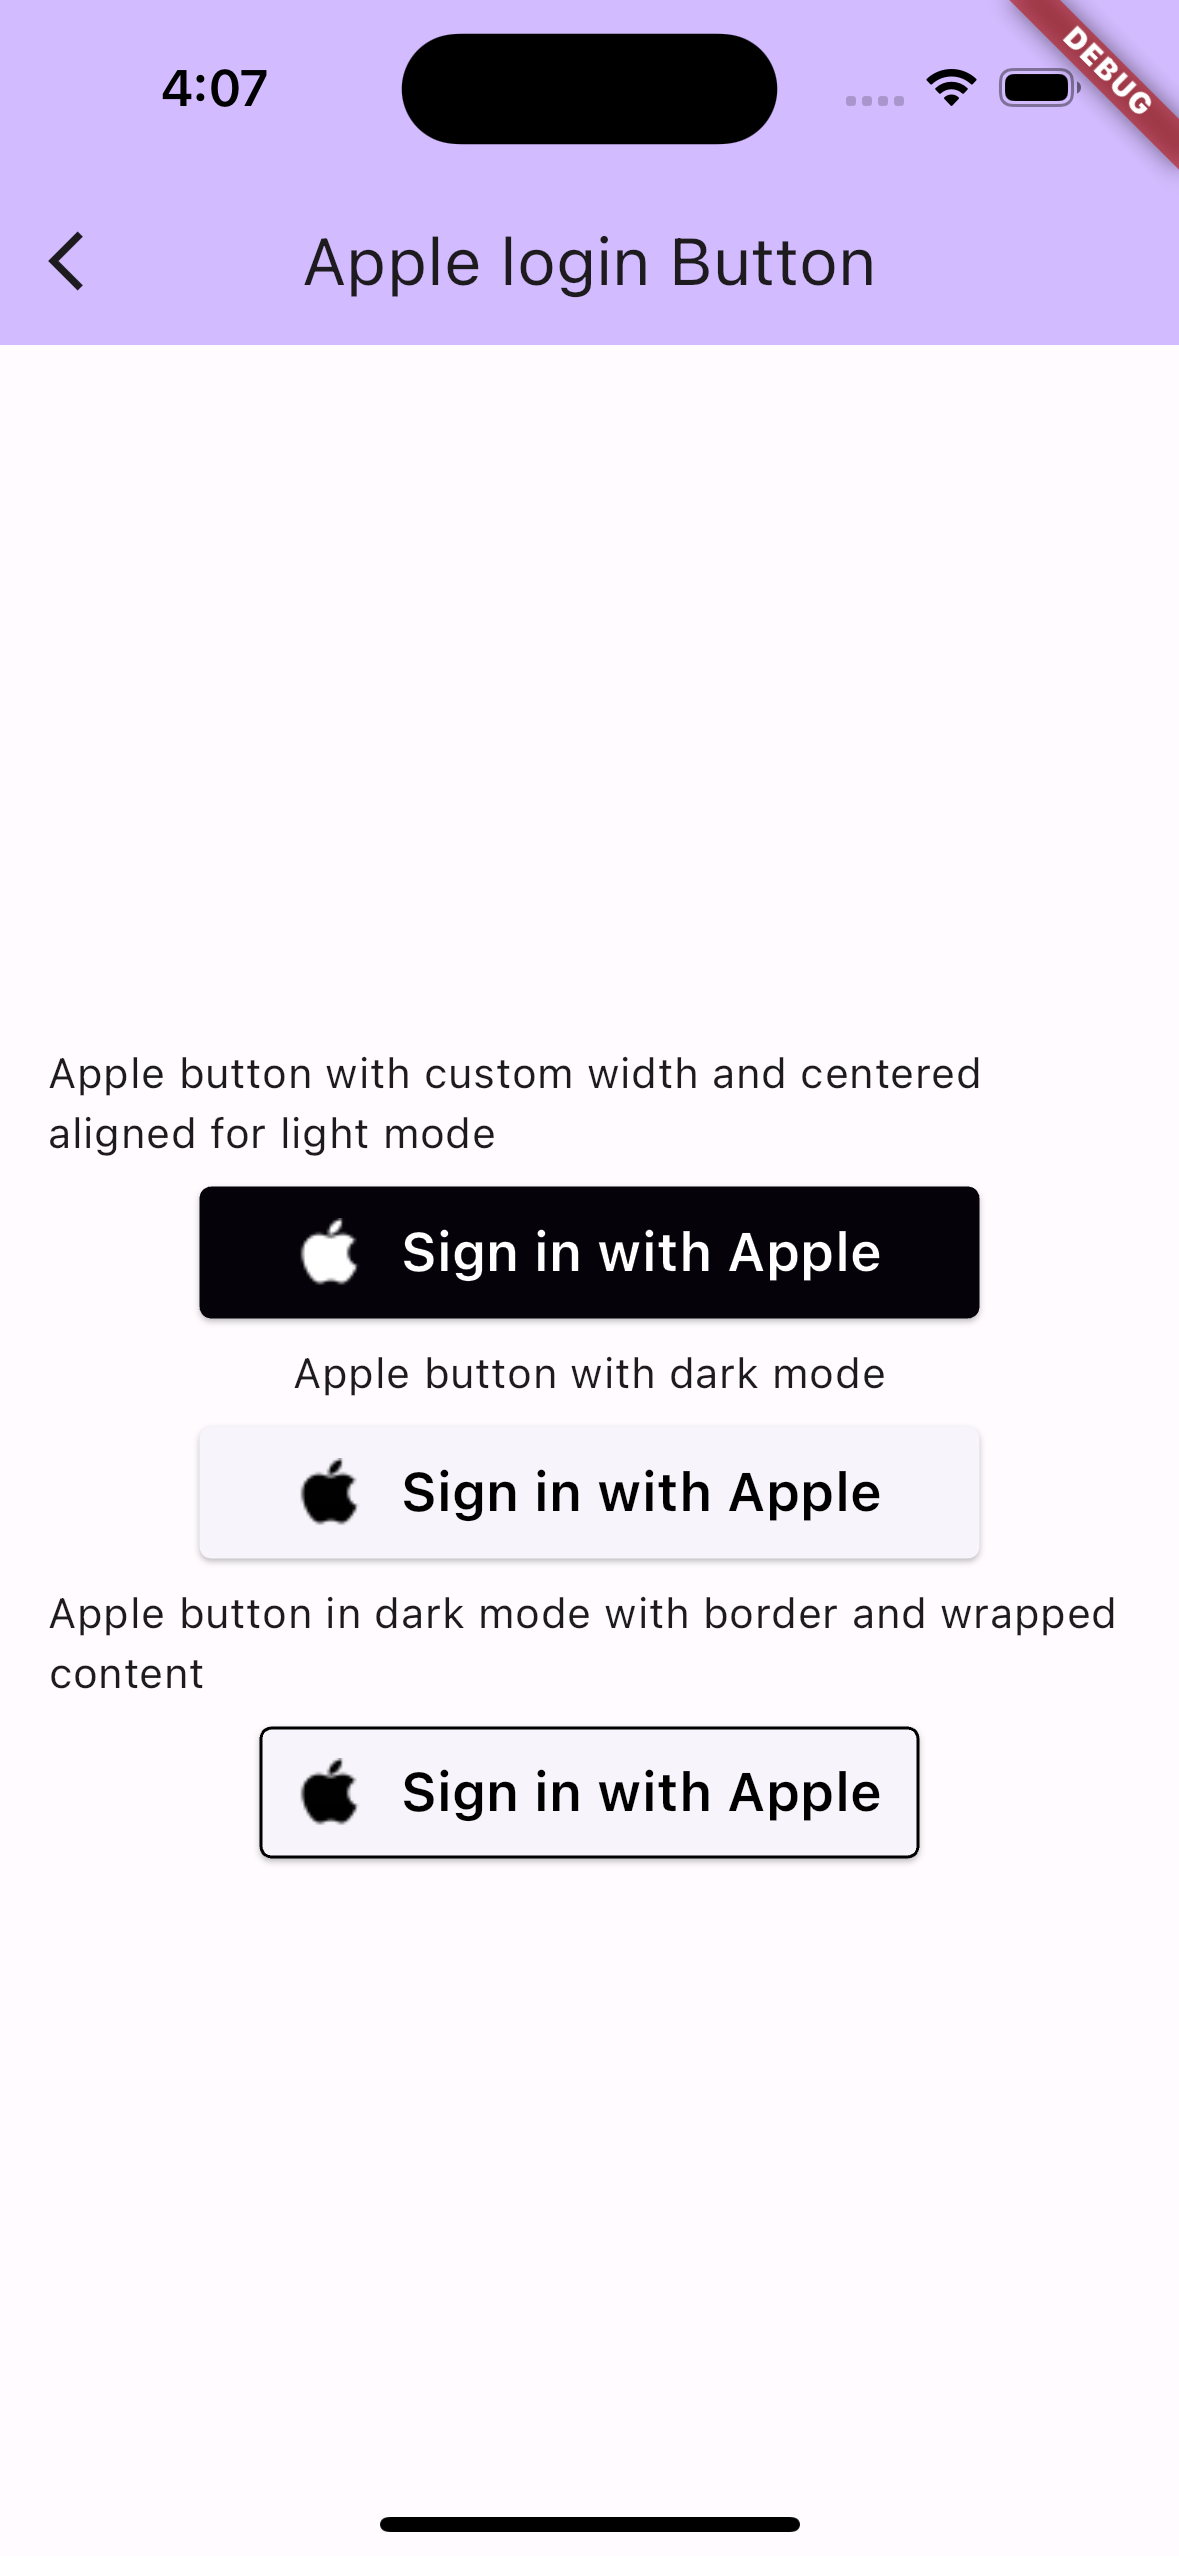 4:07
DEBUG
Apple login Button
Apple button with custom width and centered
aligned for light mode
Sign in with Apple
Apple button with dark mode
Sign in with Apple
Apple button in dark mode with border and wrapped
content
Sign in with Apple